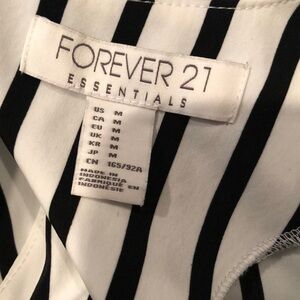 FOREVER 21
ESSENTIALS
US M
CA M
EU M
UK M
KR M
JP M
CN 165/92A
MADE IN
INDONESIA
FABRIQUE EN
INDONESIE